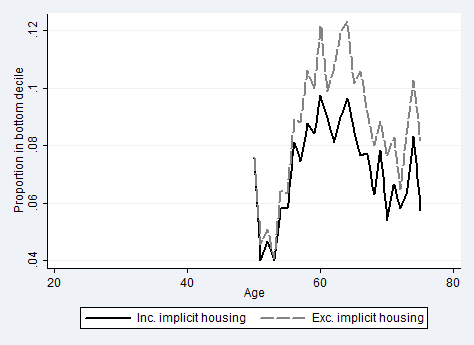 Proportion in bottom decile
.12
.1
.08
.06
.04
20 40 60 80
Age
Inc. implicit housing Exc. implicit housing